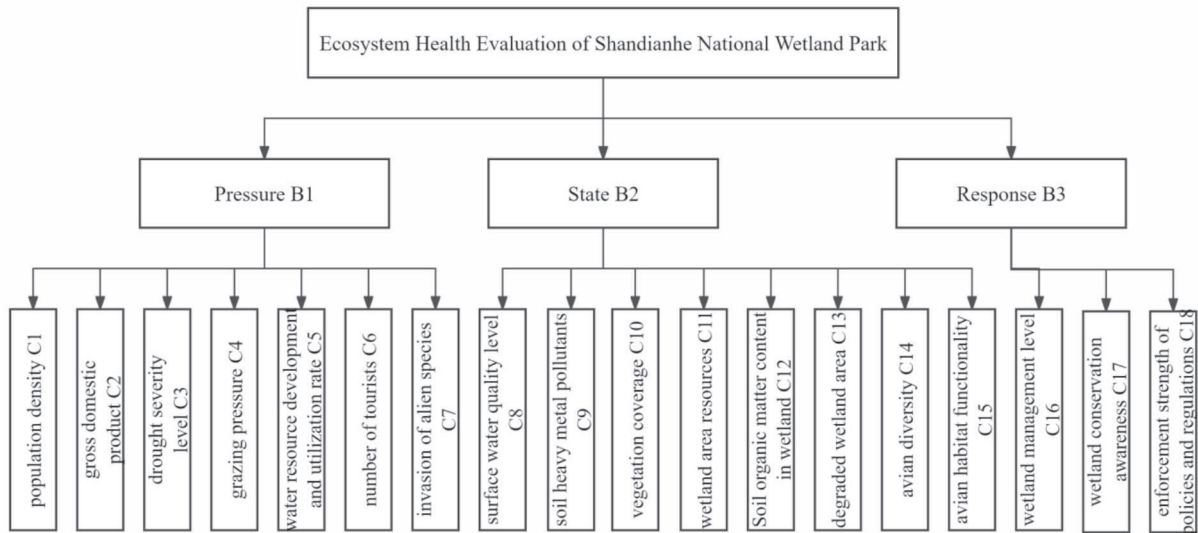 Ecosystem Health Evaluation of Shandianhe National Wetland Park
Pressure B1
State B2
Response B3
population density C1
gross domestic
product C2
drought severity
level C3
grazing pressure C4
water resource development
and utilization rate C5
number of tourists C6
invasion of alien species
C7
surface water quality level
C8
soil heavy metal pollutants
C9
vegetation coverage C10
wetland area resources C11
Soil organic matter content
in wetland C12
degraded wetland area C13
avian diversity C14
avian habitat functionality
C15
wetland management level
C16
wetland conservation
awareness C17
enforcement strength of
policies and regulations C18